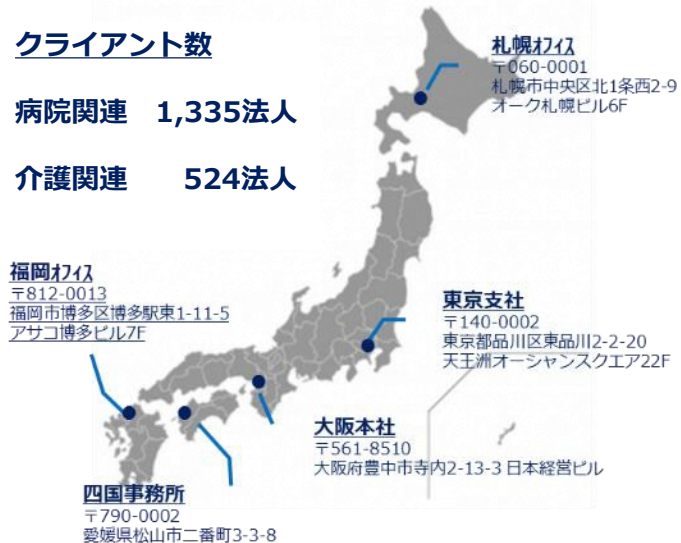 クライアント数
病院関連　1,335法人
介護関連　524法人
札幌オフィス
〒060-0001
札幌市中央区北1条西2-9
オーク札幌ビル6F
福岡オフィス
〒812-0013
福岡市博多区博多駅東1-11-5
アサコ博多ビル7F
東京支社
〒140-0002
東京都品川区東品川2-2-20
天王洲オーシャンスクエア22F
大阪本社
〒561-8510
大阪府豊中市寺内2-13-3 日本経営ビル
四国事務所
〒790-0002
愛媛県松山市二番町3-3-8